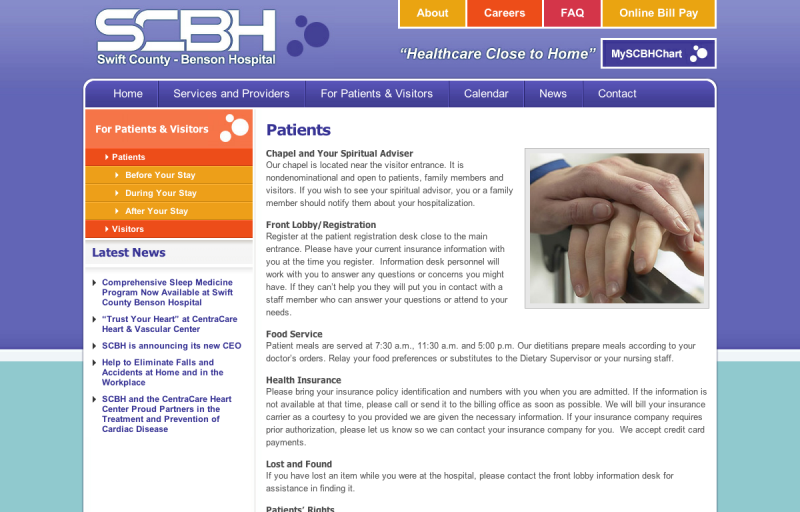 SCBH
Swift County - Benson Hospital
About
Careers
FAQ
Online Bill Pay
“Healthcare Close to Home”
MySCBHChart
Home
Services and Providers
For Patients & Visitors
Calendar
News
Contact
For Patients & Visitors
Patients
Before Your Stay
During Your Stay
After Your Stay
Visitors
Latest News
Comprehensive Sleep Medicine
Program Now Available at Swift
County Benson Hospital
“Trust Your Heart” at CentraCare
Heart & Vascular Center
SCBH is announcing its new CEO
Help to Eliminate Falls and
Accidents at Home and in the
Workplace
SCBH and the CentraCare Heart
Center Proud Partners in the
Treatment and Prevention of
Cardiac Disease
Patients
Chapel and Your Spiritual Adviser
Our chapel is located near the visitor entrance. It is
nondenominational and open to patients, family members and
visitors. If you wish to see your spiritual advisor, you or a family
member should notify them about your hospitalization.
Front Lobby/Registration
Register at the patient registration desk close to the main
entrance. Please have your current insurance information with
you at the time you register.  Information desk personnel will
work with you to answer any questions or concerns you might
have. If they can’t help you they will put you in contact with a
staff member who can answer your questions or attend to your
needs.
Food Service
Patient meals are served at 7:30 a.m., 11:30 a.m. and 5:00 p.m. Our dietitians prepare meals according to your
doctor’s orders. Relay your food preferences or substitutes to the Dietary Supervisor or your nursing staff.
Health Insurance
Please bring your insurance policy identification and numbers with you when you are admitted. If the information is
not available at that time, please call or send it to the billing office as soon as possible. We will bill your insurance
carrier as a courtesy to you provided we are given the necessary information. If your insurance company requires
prior authorization, please let us know so we can contact your insurance company for you.  We accept credit card
payments.
Lost and Found
If you have lost an item while you were at the hospital, please contact the front lobby information desk for
assistance in finding it.
Patients’ Rights